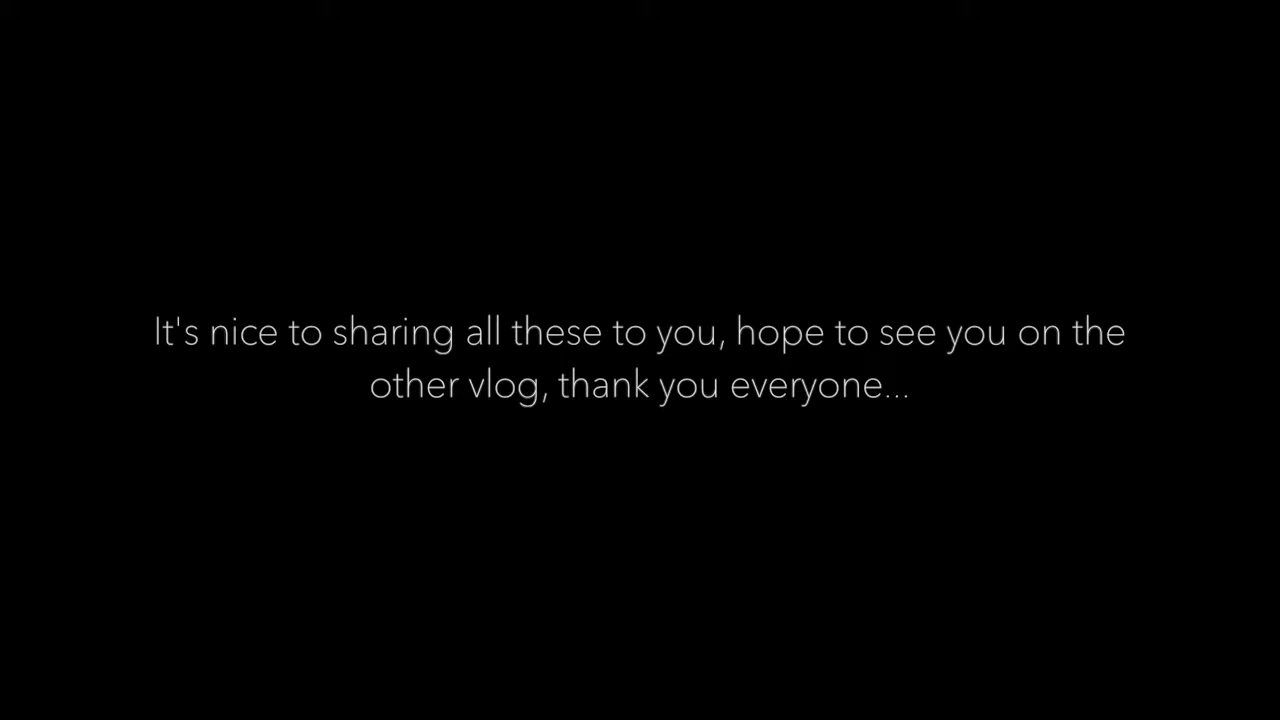 It's nice to sharing all these to you, hope to see you on the
other vlog, thank you everyone...